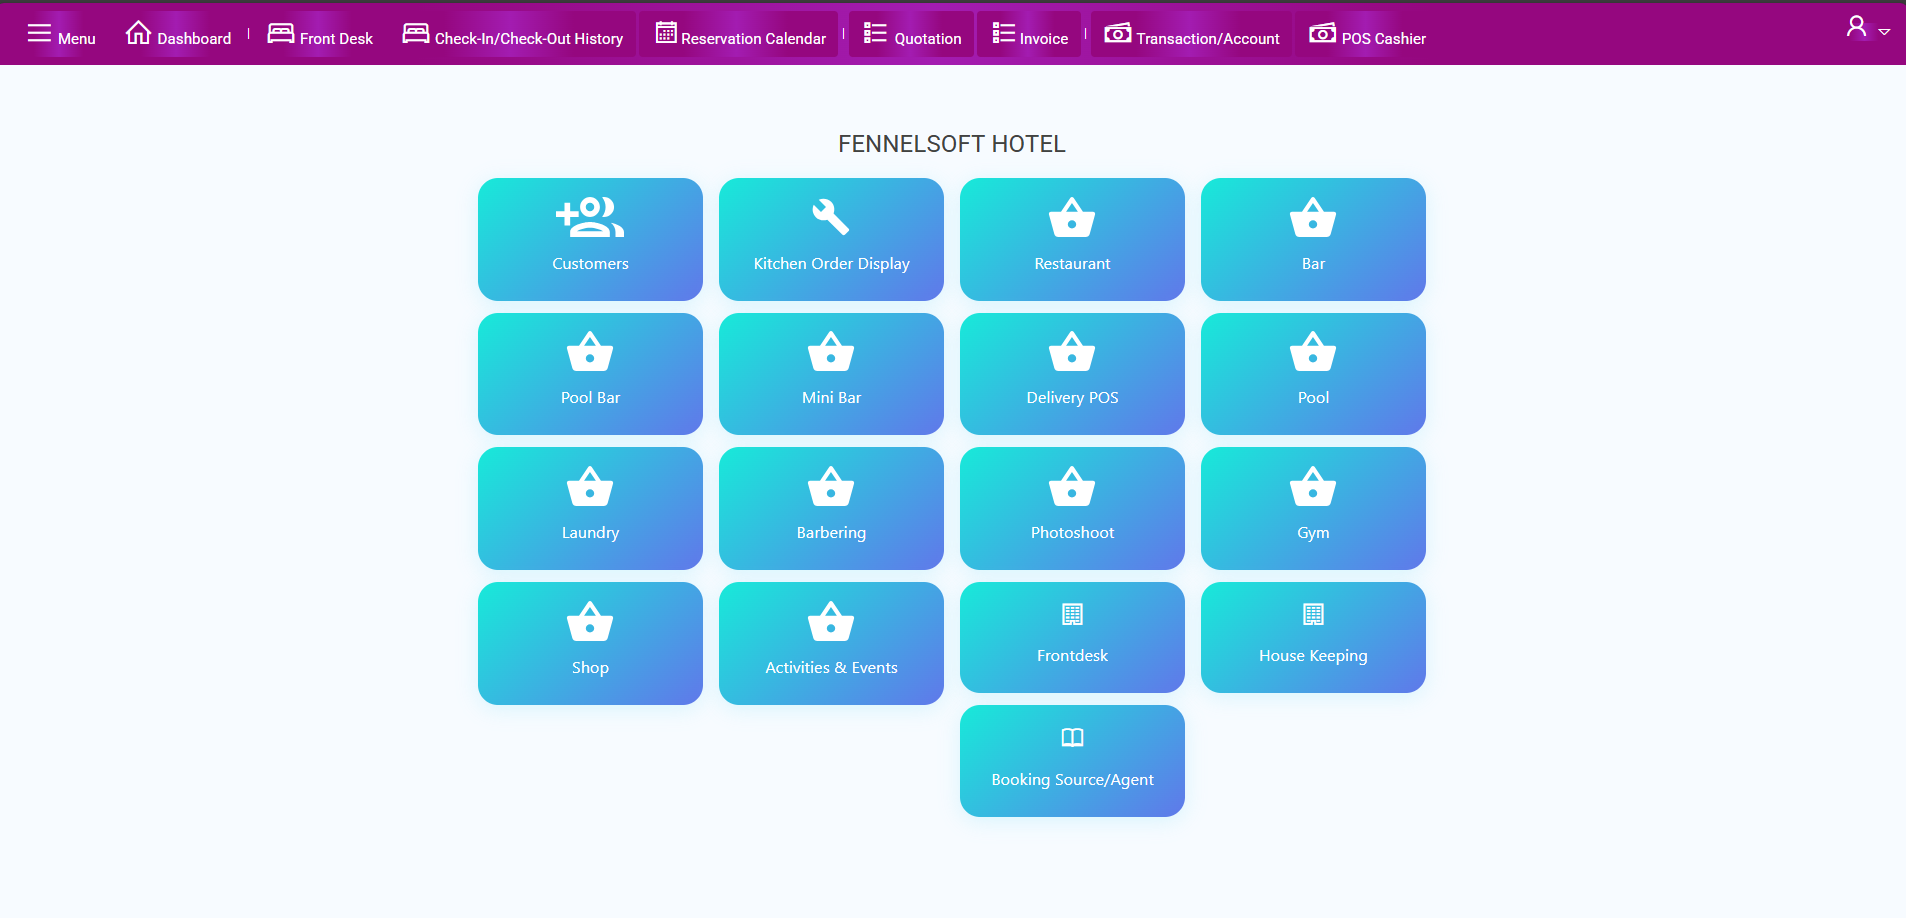 Menu Dashboard | Front Desk Check-In/Check-Out History Reservation Calendar | Quotation Invoice | Transaction/Account POS Cashier
FENNELSOFT HOTEL
Customers Kitchen Order Display Restaurant Bar
Pool Bar Mini Bar Delivery POS Pool
Laundry Barbering Photoshoot Gym
Shop Activities & Events Frontdesk House Keeping
Booking Source/Agent